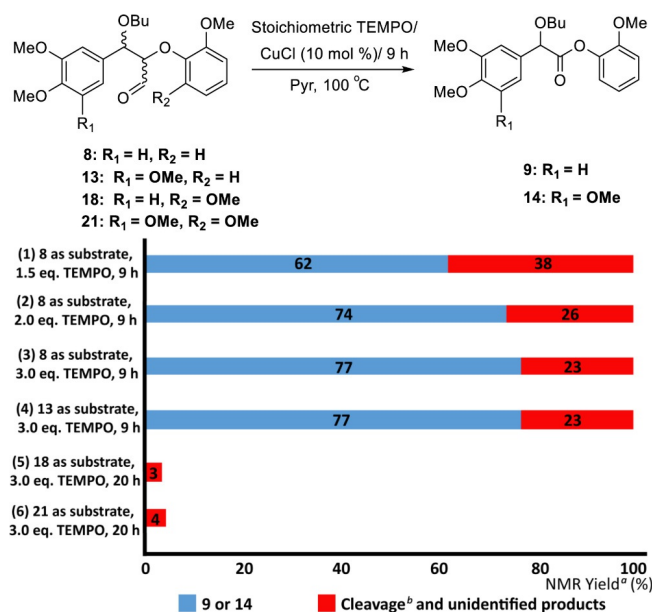 OBu
OMe
MeO
O
MeO
O
R₂
R₁
Stoichiometric TEMPO/
CuCl (10 mol %)/ 9 h
Pyr, 100 °C
OBu
OMe
MeO
O
MeO
O
R₁
8: R₁ = H, R₂ = H
13: R₁ = OMe, R₂ = H
18: R₁ = H, R₂ = OMe
21: R₁ = OMe, R₂ = OMe
9: R₁ = H
14: R₁ = OMe
(1) 8 as substrate,
1.5 eq. TEMPO, 9 h
62
38
(2) 8 as substrate,
2.0 eq. TEMPO, 9 h
74
26
(3) 8 as substrate,
3.0 eq. TEMPO, 9 h
77
23
(4) 13 as substrate,
3.0 eq. TEMPO, 9 h
77
23
(5) 18 as substrate,
3.0 eq. TEMPO, 20 h
3
(6) 21 as substrate,
3.0 eq. TEMPO, 20 h
4
0 20 40 60 80 100
NMR Yieldᵃ (%)
9 or 14
Cleavageᵇ and unidentified products